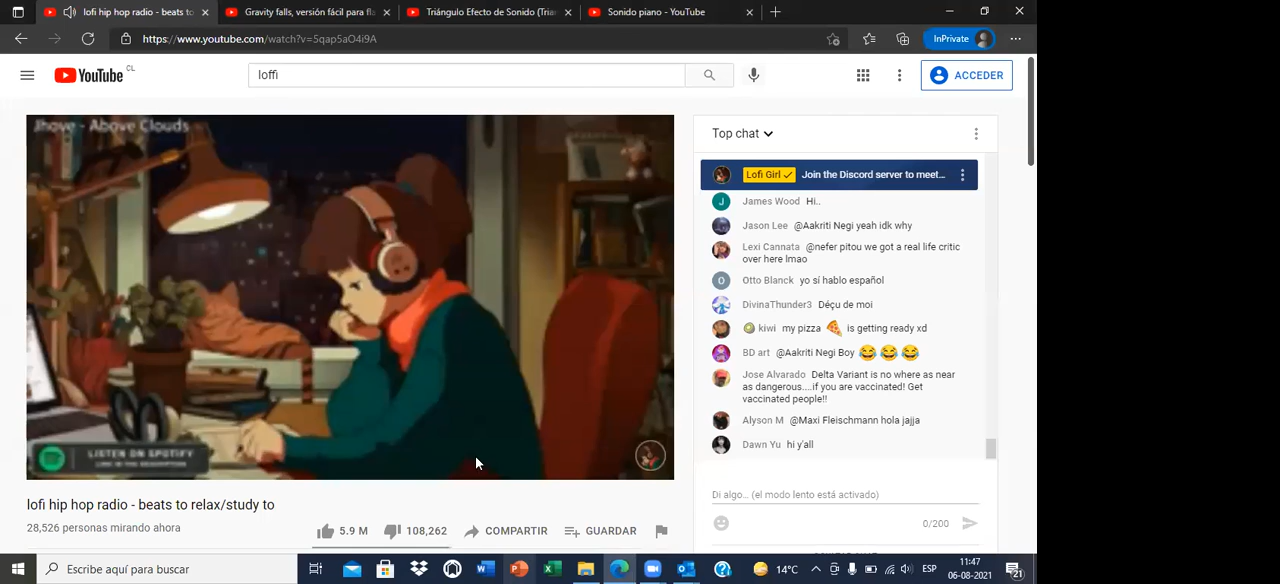 lofi hip hop radio - beats to
Gravity falls, versión fácil para fl
Triángulo Efecto de Sonido (Tria
Sonido piano - YouTube
https://www.youtube.com/watch?v=5qap5aO4i9A
InPrivate
YouTube CL
loffi
ACCEDER
Jhove - Above Clouds
LISTEN ON SPOTIFY
LINK IN THE DESCRIPTION
Top chat
Lofi Girl Join the Discord server to meet...
James Wood Hi..
Jason Lee @Aakriti Negi yeah idk why
Lexi Cannata @nefer pitou we got a real life critic
over here lmao
Otto Blanck yo sí hablo español
DivinaThunder3 Déçu de moi
kiwi my pizza 🍕 is getting ready xd
BD art @Aakriti Negi Boy 😂 😂 😂
Jose Alvarado Delta Variant is no where as near
as dangerous....if you are vaccinated! Get
vaccinated people!!
Alyson M @Maxi Fleischmann hola jajja
Dawn Yu hi y'all
Di algo... (el modo lento está activado)
0/200
lofi hip hop radio - beats to relax/study to
28,526 personas mirando ahora
5.9 M
108,262
COMPARTIR
GUARDAR
Escribe aquí para buscar
14°C
ESP
11:47
06-08-2021
21